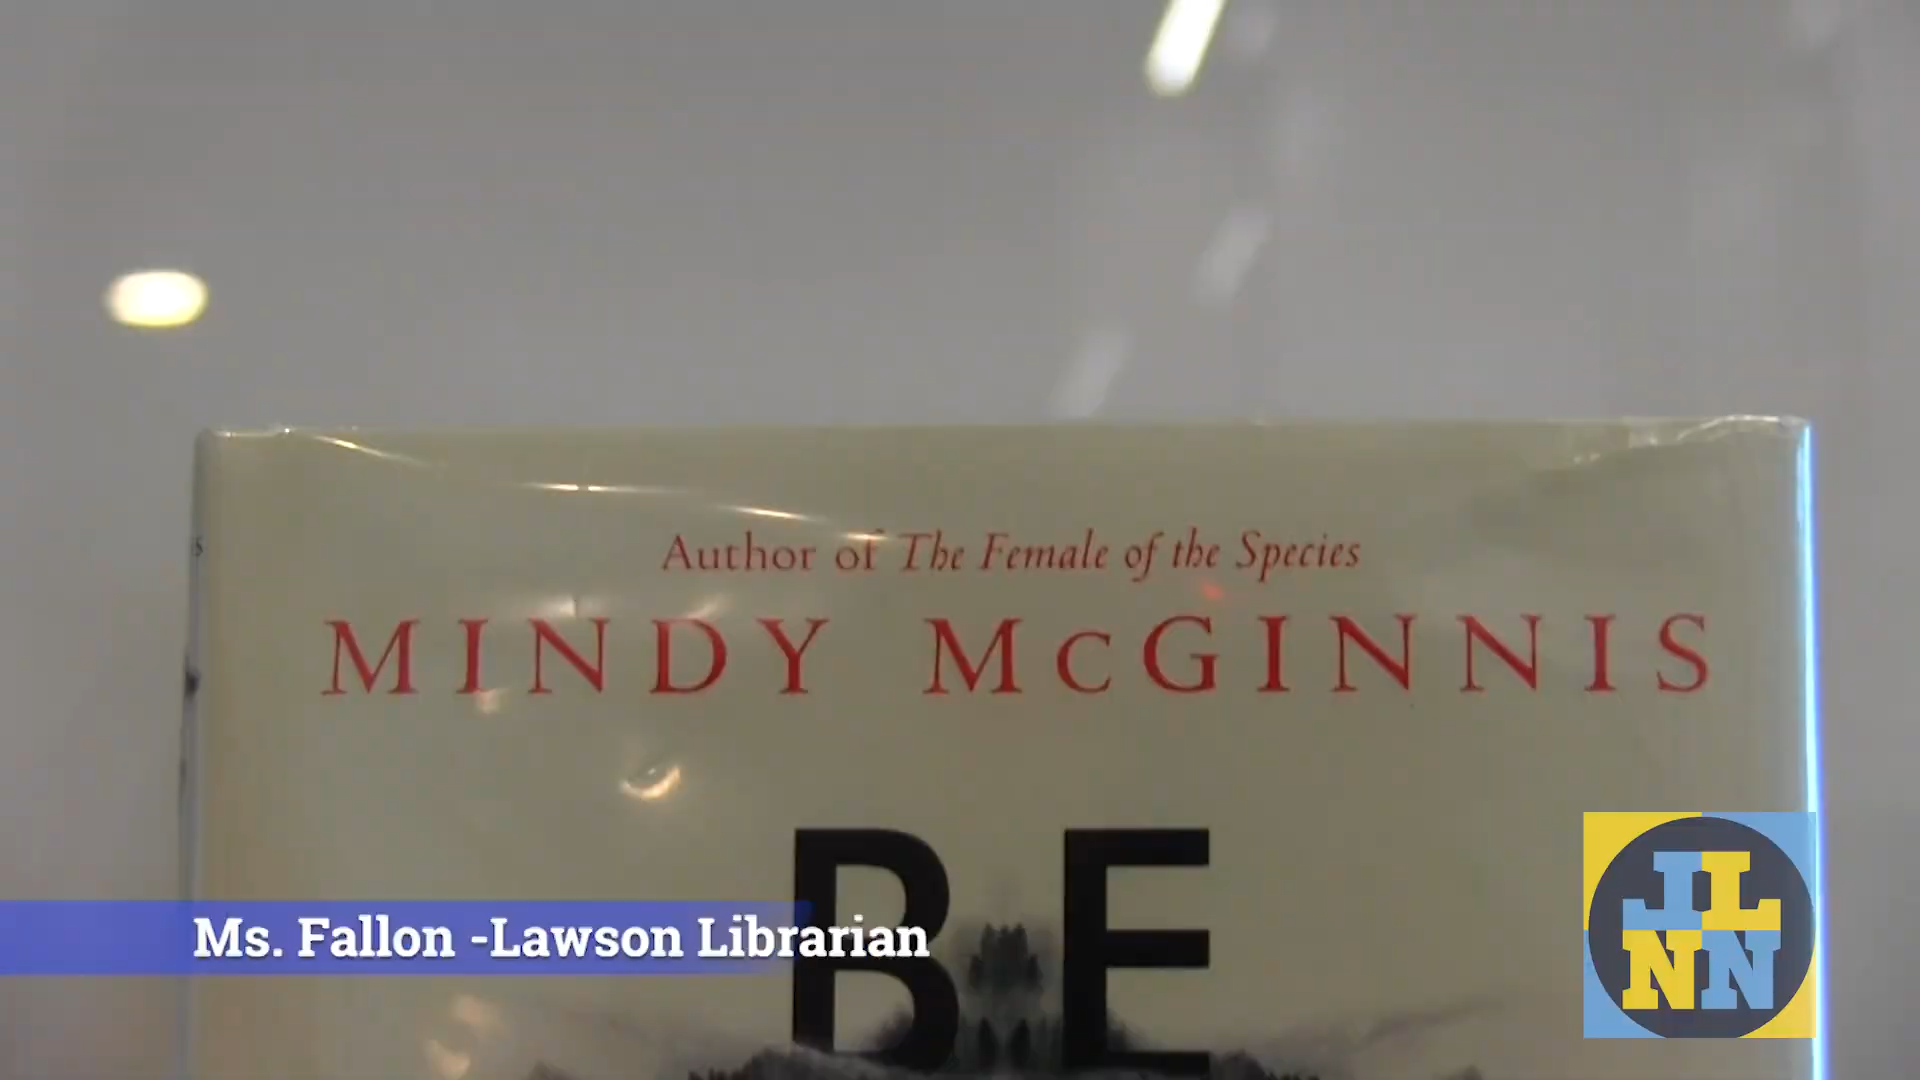 Author of The Female of the Species
MINDY McGINNIS
BE
Ms. Fallon -Lawson Librarian
JL
NN